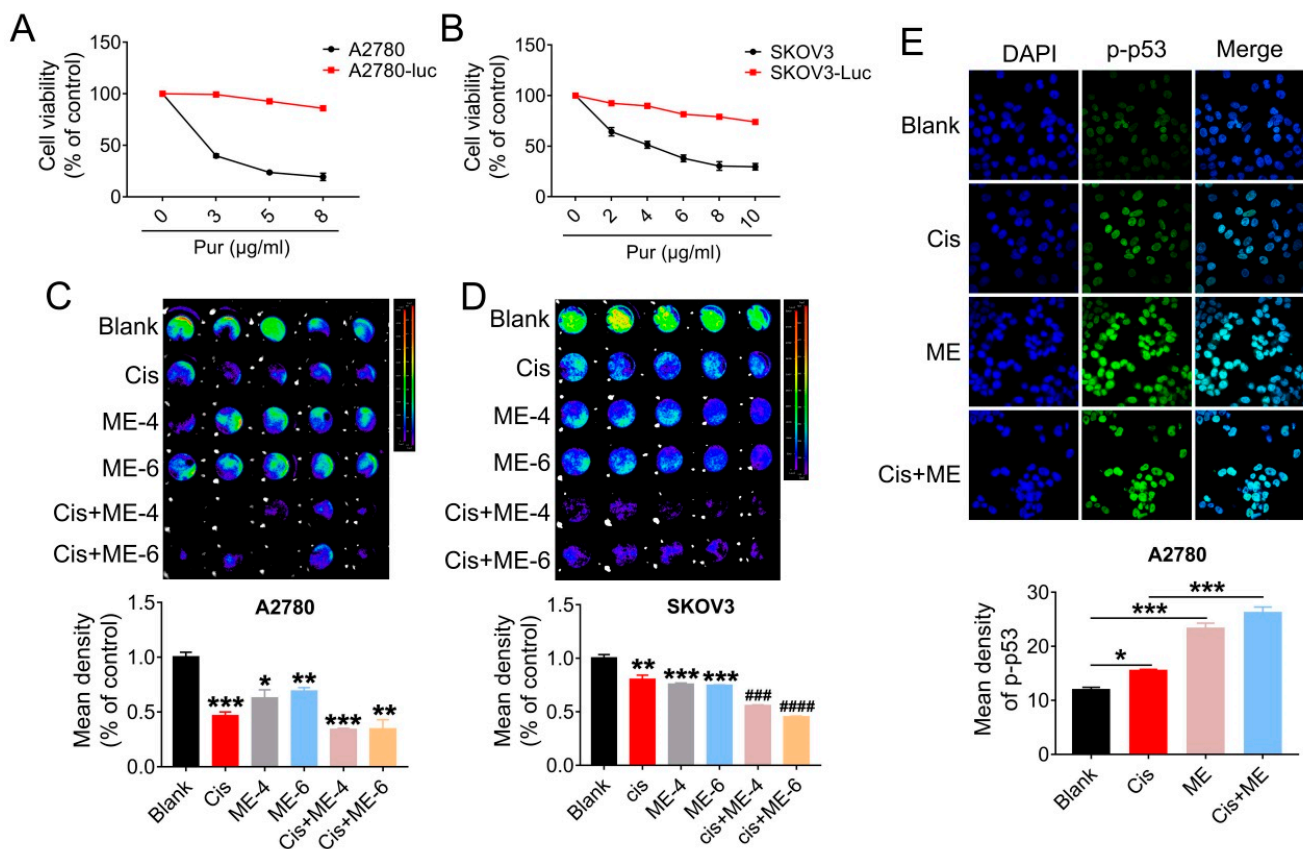 A
150
100
50
0
Cell viability
(% of control)
A2780
A2780-luc
0 3 5 8
Pur (μg/ml)
B
150
100
50
0
Cell viability
(% of control)
SKOV3
SKOV3-Luc
0 2 4 6 8 10
Pur (μg/ml)
C
Blank
Cis
ME-4
ME-6
Cis+ME-4
Cis+ME-6
A2780
Mean density
(% of control)
1.5
1.0
0.5
0.0
*** * ** *** **
Blank Cis ME-4 ME-6 Cis+ME-4 Cis+ME-6
D
Blank
Cis
ME-4
ME-6
Cis+ME-4
Cis+ME-6
SKOV3
Mean density
(% of control)
1.5
1.0
0.5
0.0
** *** *** ### ####
Blank cis ME-4 ME-6 cis+ME-4 cis+ME-6
E
DAPI p-p53 Merge
Blank
Cis
ME
Cis+ME
A2780
Mean density
of p-p53
30
20
10
0
***
***
*
Blank Cis ME Cis+ME